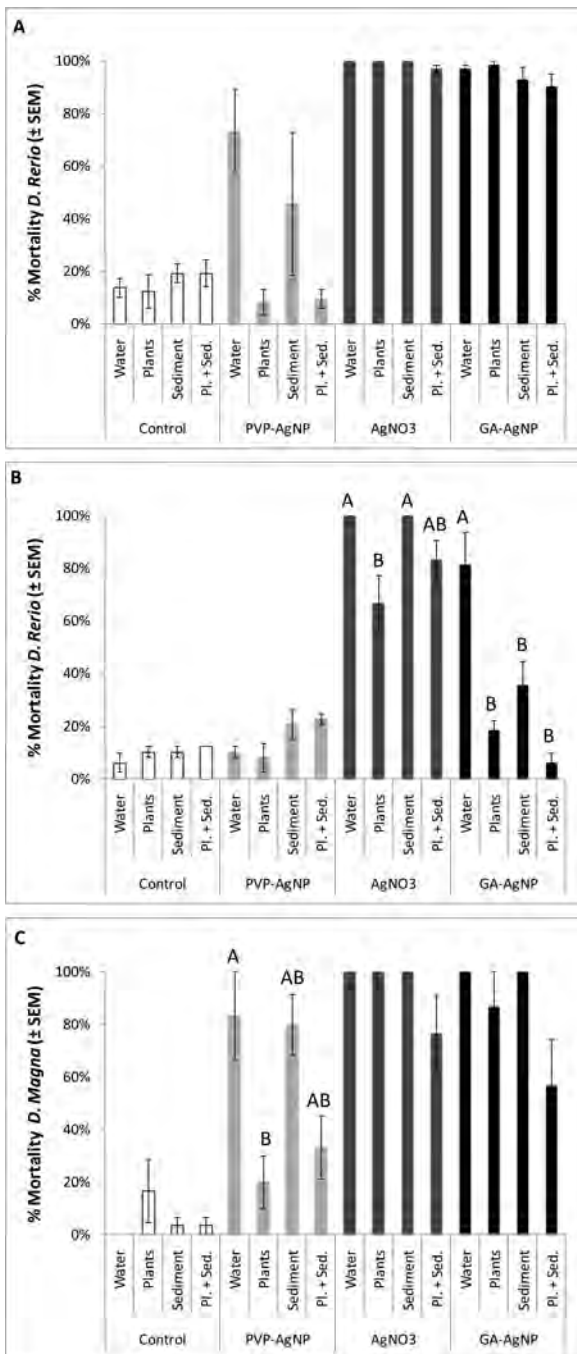 A
% Mortality D. Rerio (± SEM)
100%
80%
60%
40%
20%
0%
Water Plants Sediment Pl. + Sed. Water Plants Sediment Pl. + Sed. Water Plants Sediment Pl. + Sed. Water Plants Sediment Pl. + Sed.
Control PVP-AgNP AgNO3 GA-AgNP
B
% Mortality D. Rerio (± SEM)
100%
80%
60%
40%
20%
0%
A B A AB A B B B
Water Plants Sediment Pl. + Sed. Water Plants Sediment Pl. + Sed. Water Plants Sediment Pl. + Sed. Water Plants Sediment Pl. + Sed.
Control PVP-AgNP AgNO3 GA-AgNP
C
% Mortality D. Magna (± SEM)
100%
80%
60%
40%
20%
0%
A B AB AB
Water Plants Sediment Pl. + Sed. Water Plants Sediment Pl. + Sed. Water Plants Sediment Pl. + Sed. Water Plants Sediment Pl. + Sed.
Control PVP-AgNP AgNO3 GA-AgNP